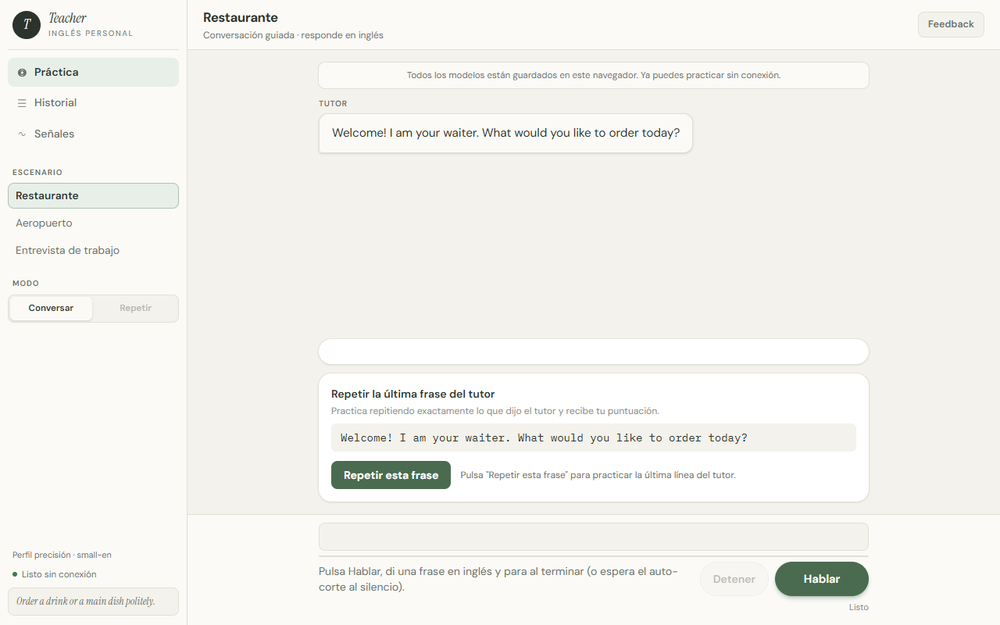 T
Teacher
INGLÉS PERSONAL
Práctica
Historial
Señales
ESCENARIO
Restaurante
Aeropuerto
Entrevista de trabajo
MODO
Conversar Repetir
Perfil precisión · small-en
Listo sin conexión
Order a drink or a main dish politely.
Restaurante
Conversación guiada · responde en inglés
Feedback
Todos los modelos están guardados en este navegador. Ya puedes practicar sin conexión.
TUTOR
Welcome! I am your waiter. What would you like to order today?
Repetir la última frase del tutor
Practica repitiendo exactamente lo que dijo el tutor y recibe tu puntuación.
Welcome! I am your waiter. What would you like to order today?
Repetir esta frase Pulsa "Repetir esta frase" para practicar la última línea del tutor.
Pulsa Hablar, di una frase en inglés y para al terminar (o espera el auto-
corte al silencio).
Detener Hablar
Listo